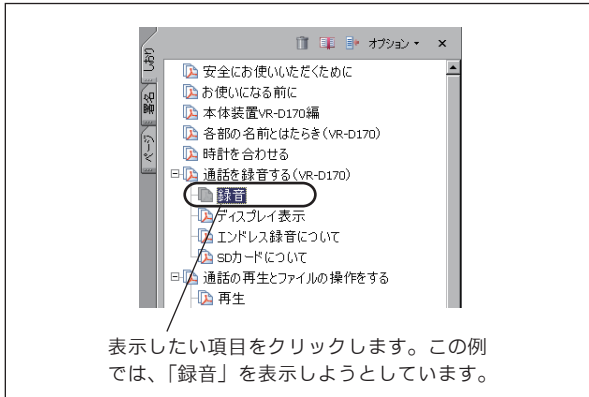 オプション ×
しおり
署名
ページ
安全にお使いいただくために
お使いになる前に
本体装置VR-D170編
各部の名前とはたらき(VR-D170)
時計を合わせる
通話を録音する(VR-D170)
録音
ディスプレイ表示
エンドレス録音について
SDカードについて
通話の再生とファイルの操作をする
再生
表示したい項目をクリックします。この例
では、「録音」を表示しようとしています。